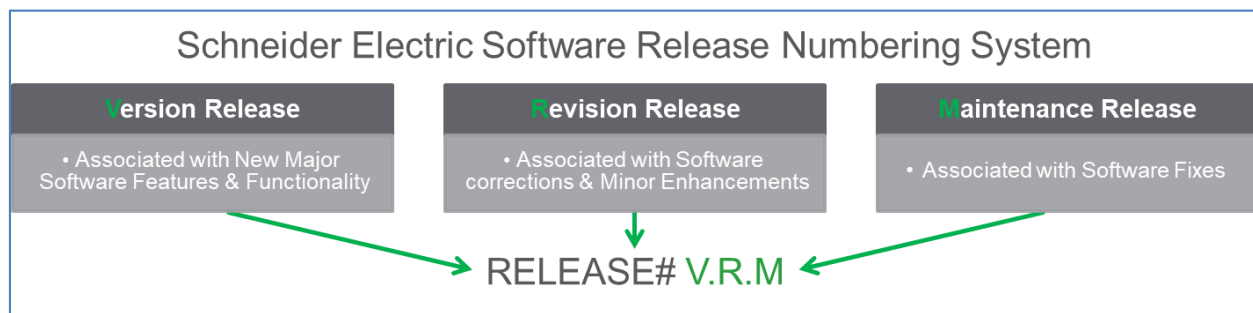 Schneider Electric Software Release Numbering System
Version Release
• Associated with New Major
Software Features & Functionality
Revision Release
• Associated with Software
corrections & Minor Enhancements
Maintenance Release
• Associated with Software Fixes
RELEASE# V.R.M